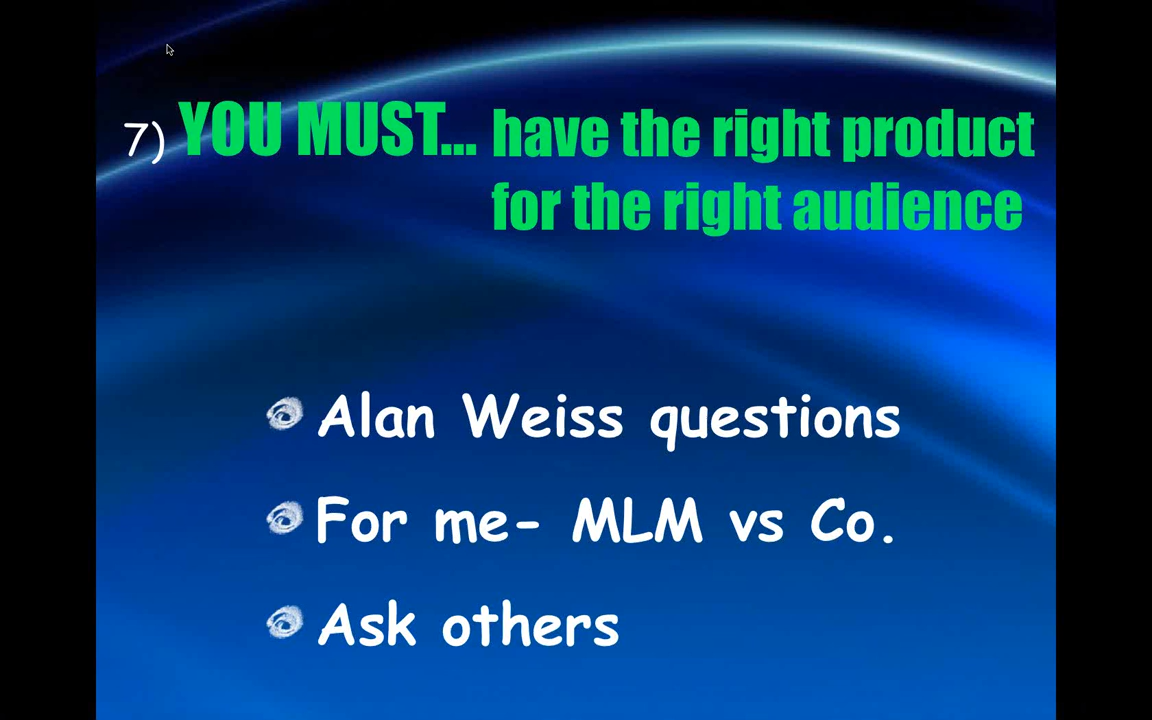 7) YOU MUST... have the right product
for the right audience
Alan Weiss questions
For me- MLM vs Co.
Ask others